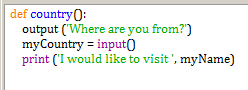 def country():
    output ('Where are you from?')
    myCountry = input()
    print ('I would like to visit ', myName)